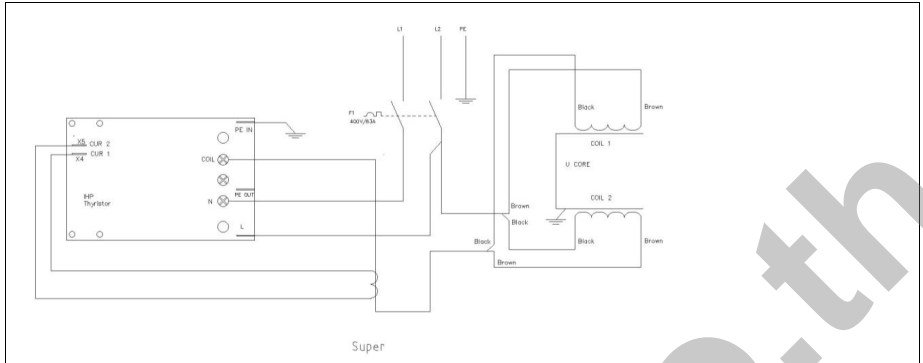 L1 L2 PE
F1
400V/63A
PE IN
X5 CUR 2
X4 CUR 1
COIL
PE OUT
N
L
IHP
Thyristor
Black Brown
COIL 1
U CORE
COIL 2
Black Brown
Brown
Black
Black
Brown
Super
e.th